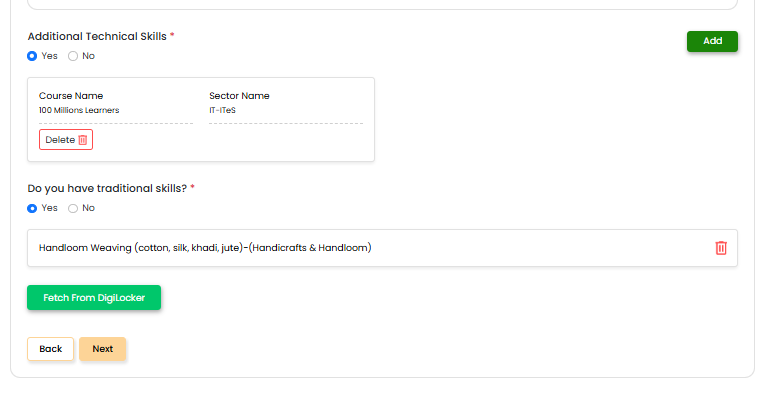 Additional Technical Skills *
Add
Yes No
Course Name Sector Name
100 Millions Learners IT-ITeS
Delete
Do you have traditional skills? *
Yes No
Handloom Weaving (cotton, silk, khadi, jute)-(Handicrafts & Handloom)
Fetch From DigiLocker
Back Next